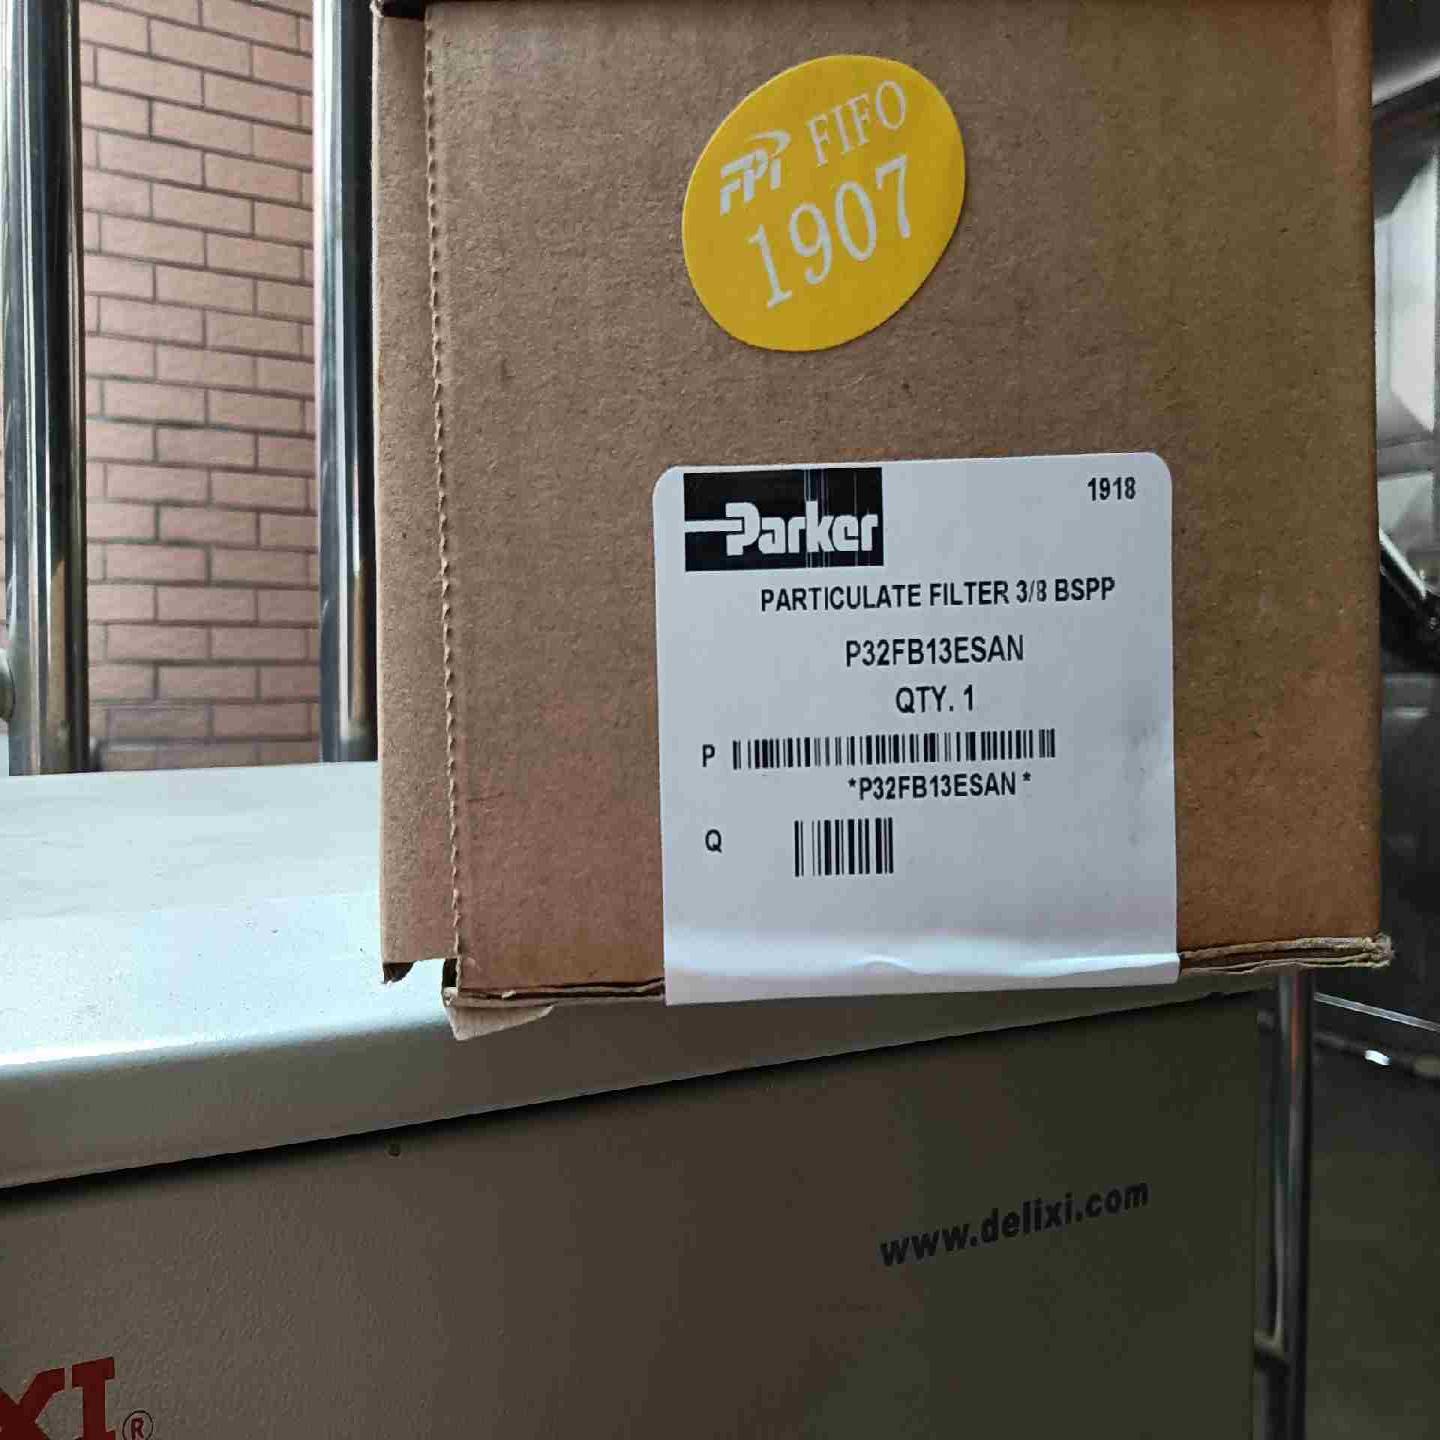 FPi FIFO
1907
Parker
1918
PARTICULATE FILTER 3/8 BSPP
P32FB13ESAN
QTY. 1
P
*P32FB13ESAN *
Q
www.delixi.com
XI®